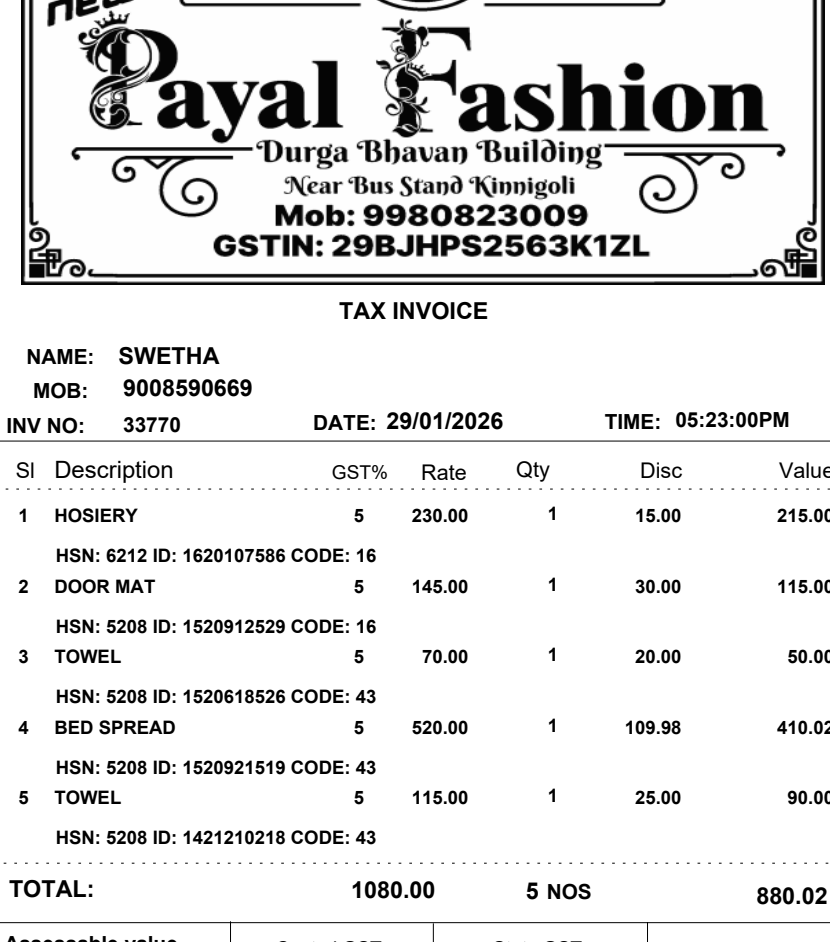 new
Payal Fashion
Durga Bhavan Building
Near Bus Stand Kinnigoli
Mob: 9980823009
GSTIN: 29BJHPS2563K1ZL
TAX INVOICE
NAME: SWETHA
MOB: 9008590669
INV NO: 33770 DATE: 29/01/2026 TIME: 05:23:00PM
Sl Description GST% Rate Qty Disc Value
1 HOSIERY 5 230.00 1 15.00 215.00
HSN: 6212 ID: 1620107586 CODE: 16
2 DOOR MAT 5 145.00 1 30.00 115.00
HSN: 5208 ID: 1520912529 CODE: 16
3 TOWEL 5 70.00 1 20.00 50.00
HSN: 5208 ID: 1520618526 CODE: 43
4 BED SPREAD 5 520.00 1 109.98 410.02
HSN: 5208 ID: 1520921519 CODE: 43
5 TOWEL 5 115.00 1 25.00 90.00
HSN: 5208 ID: 1421210218 CODE: 43
TOTAL: 1080.00 5 NOS 880.02